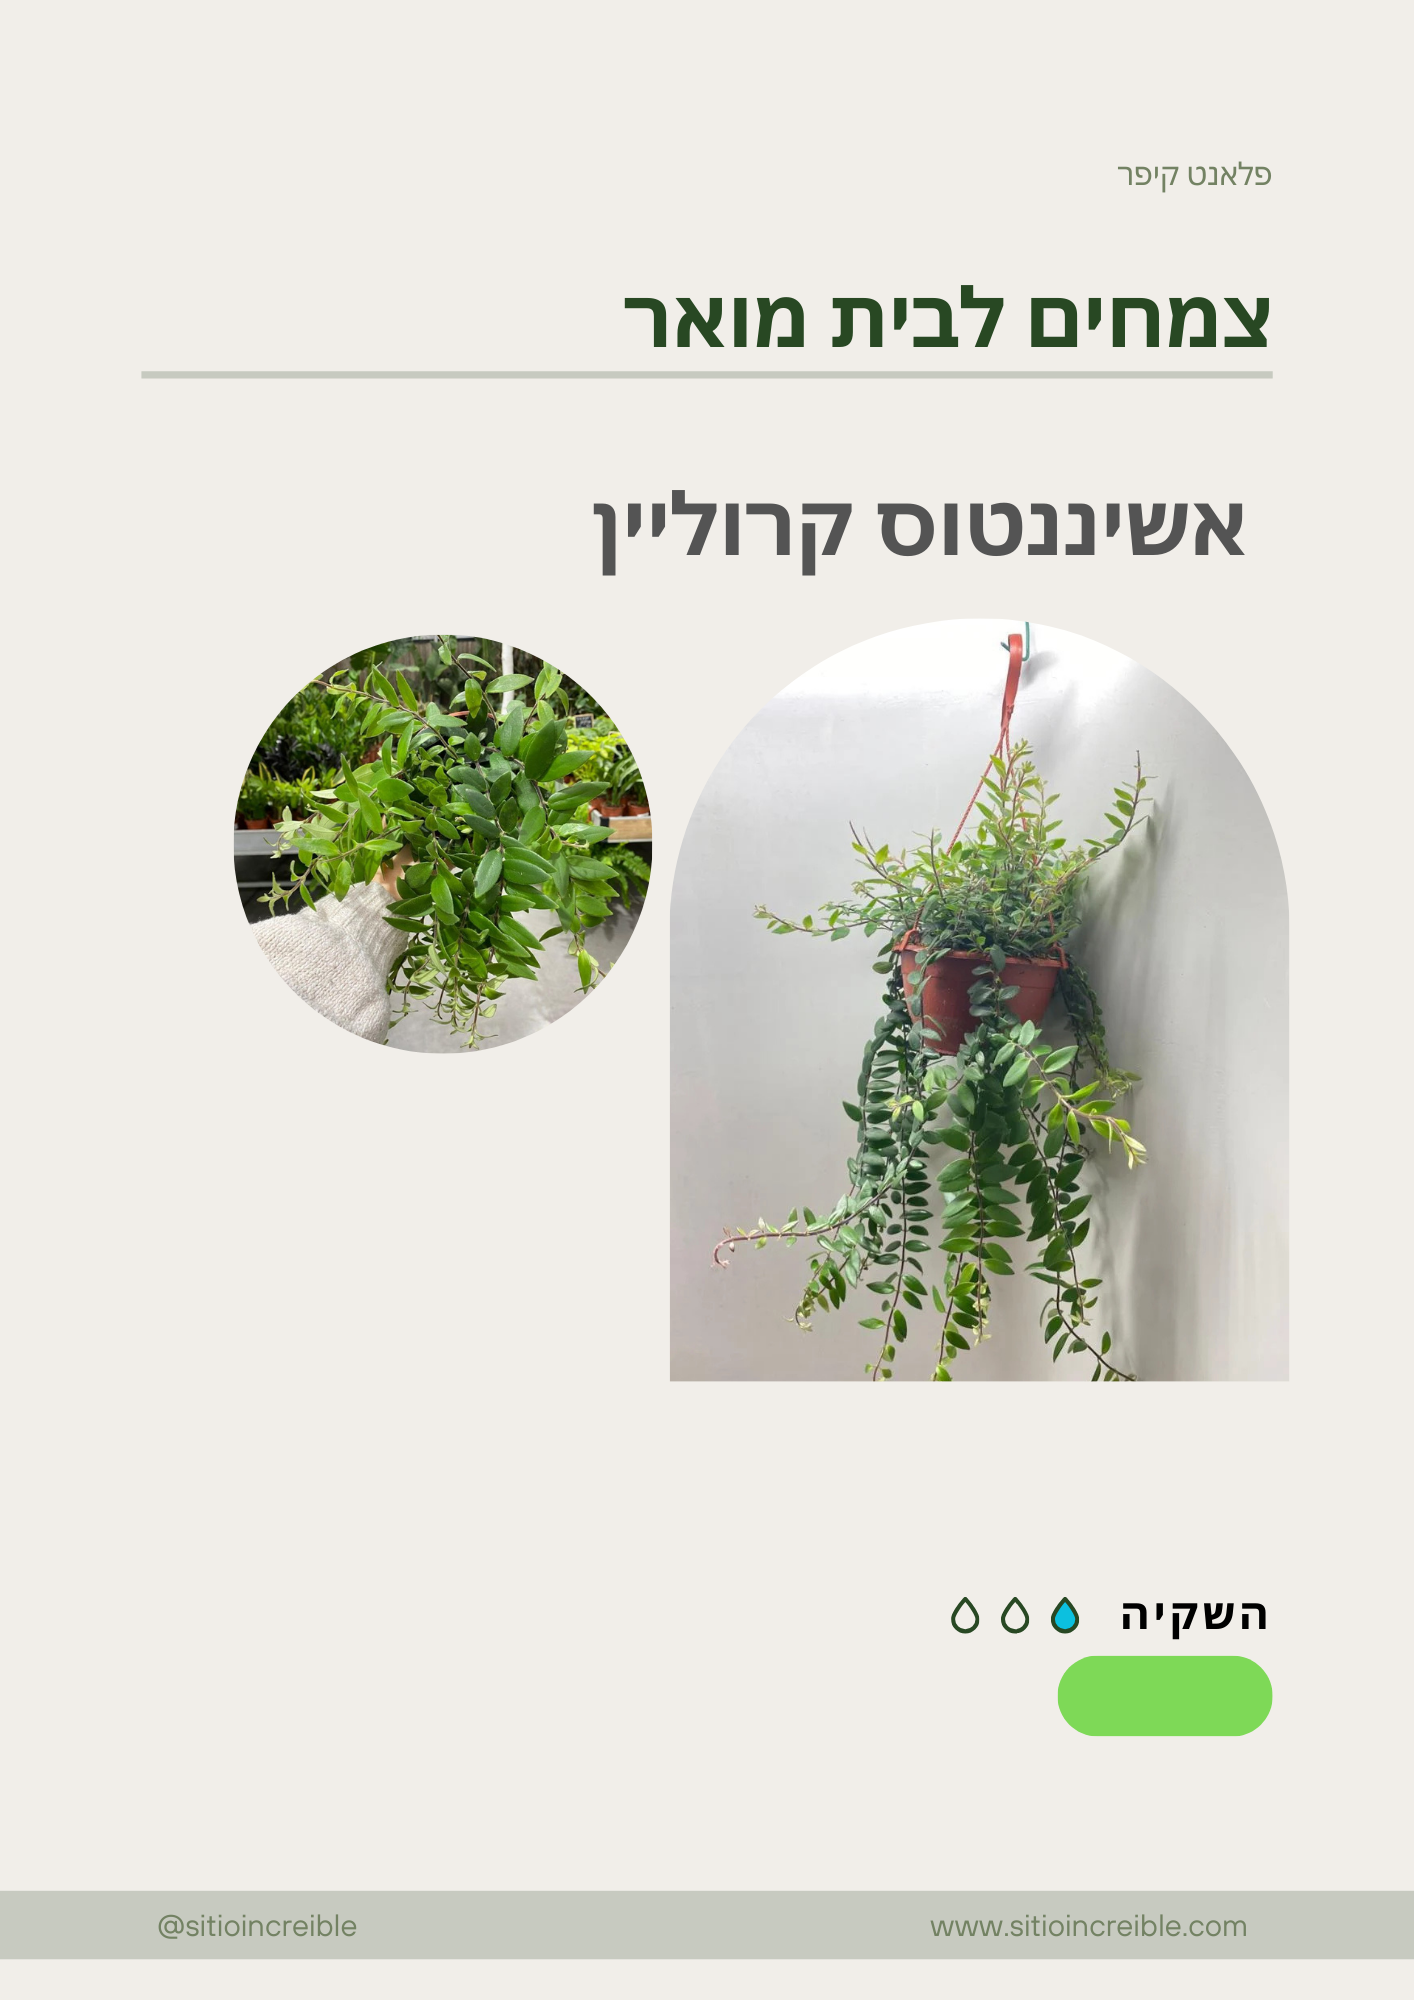 פלאנט קיפר
צמחים לבית מואר
אשיננטוס קרוליין
השקיה
@sitioincreible
www.sitioincreible.com